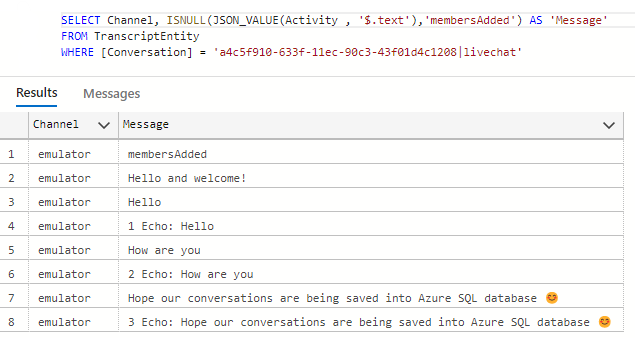 SELECT Channel, ISNULL(JSON_VALUE(Activity , '$.text'),'membersAdded') AS 'Message'
FROM TranscriptEntity
WHERE [Conversation] = 'a4c5f910-633f-11ec-90c3-43f01d4c1208|livechat'
Results Messages
Channel Message
1 emulator membersAdded
2 emulator Hello and welcome!
3 emulator Hello
4 emulator 1 Echo: Hello
5 emulator How are you
6 emulator 2 Echo: How are you
7 emulator Hope our conversations are being saved into Azure SQL database 😊
8 emulator 3 Echo: Hope our conversations are being saved into Azure SQL database 😊